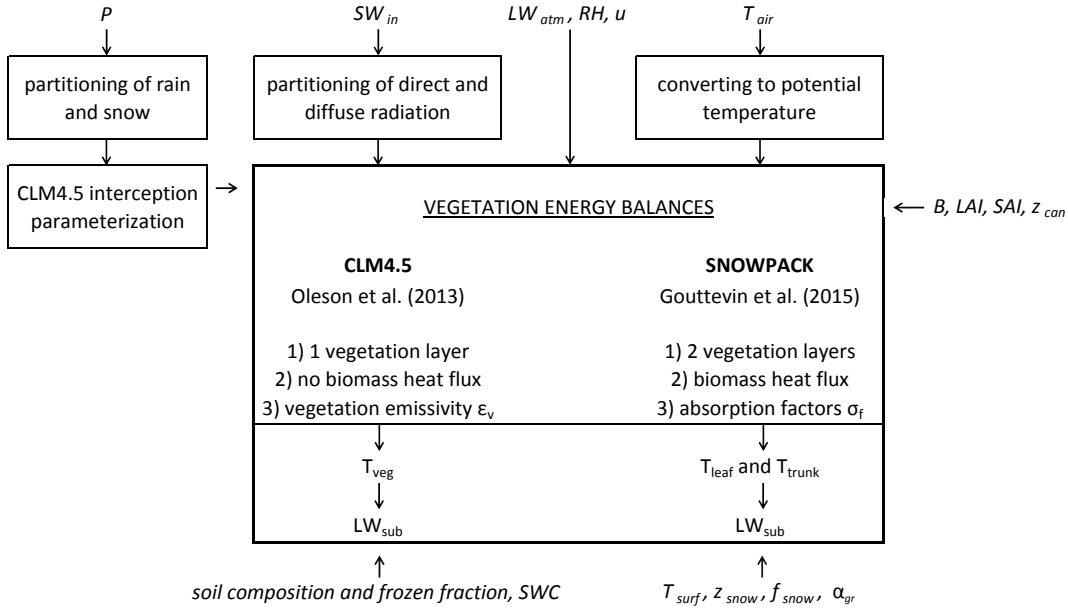 P
SW in
LW atm, RH, u
T air
partitioning of rain
and snow
partitioning of direct and
diffuse radiation
converting to potential
temperature
CLM4.5 interception
parameterization
VEGETATION ENERGY BALANCES
B, LAI, SAI, z can
CLM4.5
Oleson et al. (2013)
1) 1 vegetation layer
2) no biomass heat flux
3) vegetation emissivity εv
SNOWPACK
Gouttevin et al. (2015)
1) 2 vegetation layers
2) biomass heat flux
3) absorption factors σf
Tveg
Tleaf and Ttrunk
LWsub
LWsub
soil composition and frozen fraction, SWC
T surf, z snow, f snow, αgr